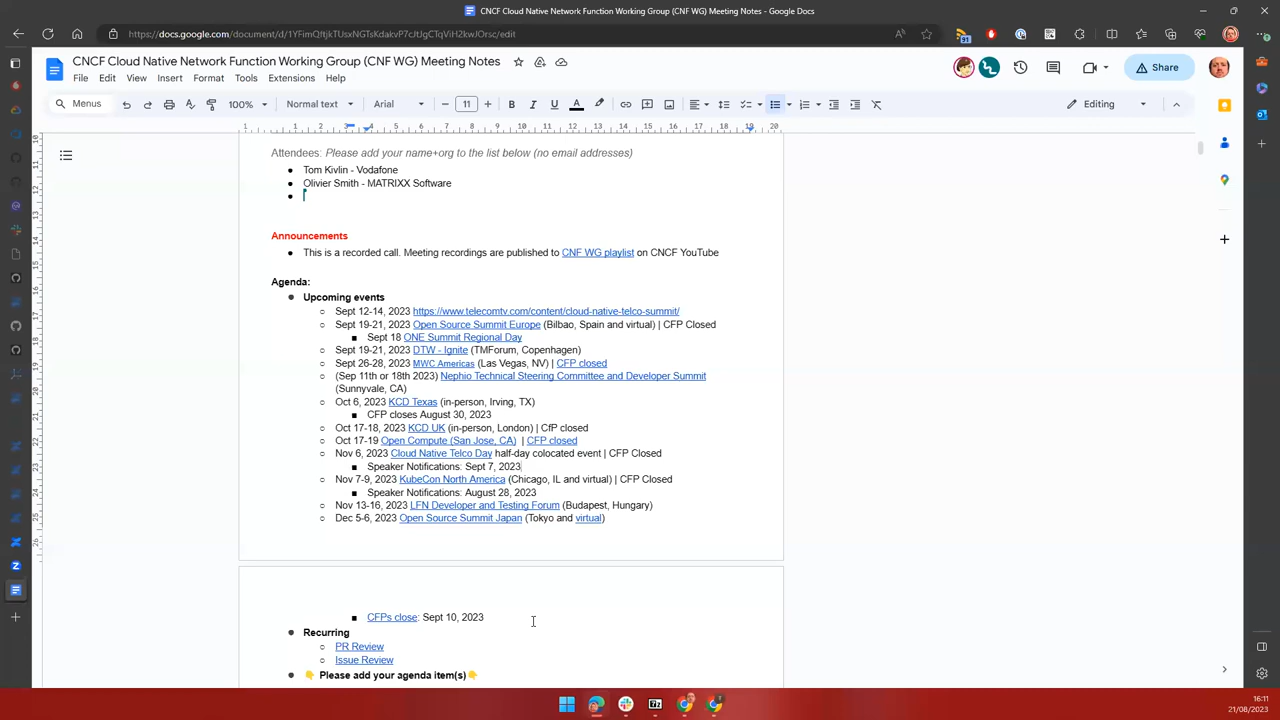 CNCF Cloud Native Network Function Working Group (CNF WG) Meeting Notes - Google Docs
https://docs.google.com/document/d/1YFimQftjkTUsxNGTsKdakvP7cJtJgCTqViH2kwJOrsc/edit
CNCF Cloud Native Network Function Working Group (CNF WG) Meeting Notes
File Edit View Insert Format Tools Extensions Help
Share
Menus 100% Normal text Arial 11 Editing
Attendees: Please add your name+org to the list below (no email addresses)
Tom Kivlin - Vodafone
Olivier Smith - MATRIXX Software
Announcements
This is a recorded call. Meeting recordings are published to CNF WG playlist on CNCF YouTube
Agenda:
Upcoming events
Sept 12-14, 2023 https://www.telecomtv.com/content/cloud-native-telco-summit/
Sept 19-21, 2023 Open Source Summit Europe (Bilbao, Spain and virtual) | CFP Closed
Sept 18 ONE Summit Regional Day
Sept 19-21, 2023 DTW - Ignite (TMForum, Copenhagen)
Sept 26-28, 2023 MWC Americas (Las Vegas, NV) | CFP closed
(Sep 11th or 18th 2023) Nephio Technical Steering Committee and Developer Summit
(Sunnyvale, CA)
Oct 6, 2023 KCD Texas (in-person, Irving, TX)
CFP closes August 30, 2023
Oct 17-18, 2023 KCD UK (in-person, London) | CfP closed
Oct 17-19 Open Compute (San Jose, CA) | CFP closed
Nov 6, 2023 Cloud Native Telco Day half-day colocated event | CFP Closed
Speaker Notifications: Sept 7, 2023
Nov 7-9, 2023 KubeCon North America (Chicago, IL and virtual) | CFP Closed
Speaker Notifications: August 28, 2023
Nov 13-16, 2023 LFN Developer and Testing Forum (Budapest, Hungary)
Dec 5-6, 2023 Open Source Summit Japan (Tokyo and virtual)
CFPs close: Sept 10, 2023
Recurring
PR Review
Issue Review
👇 Please add your agenda item(s)👇
16:11
21/08/2023